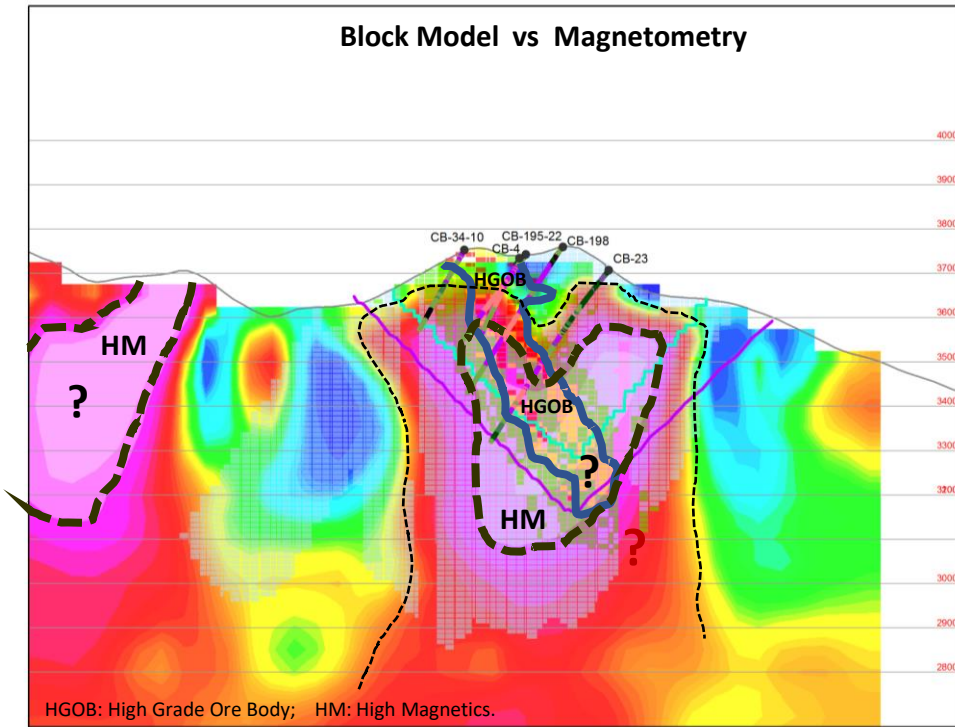 Block Model vs Magnetometry
4000
3900
3800
CB-34-10
CB-195-22
CB-4
CB-198
CB-23
3700
HGOB
3600
HM
3500
?
HGOB
3400
3300
?
3200
HM
?
3100
3000
2900
2800
HGOB: High Grade Ore Body; HM: High Magnetics.